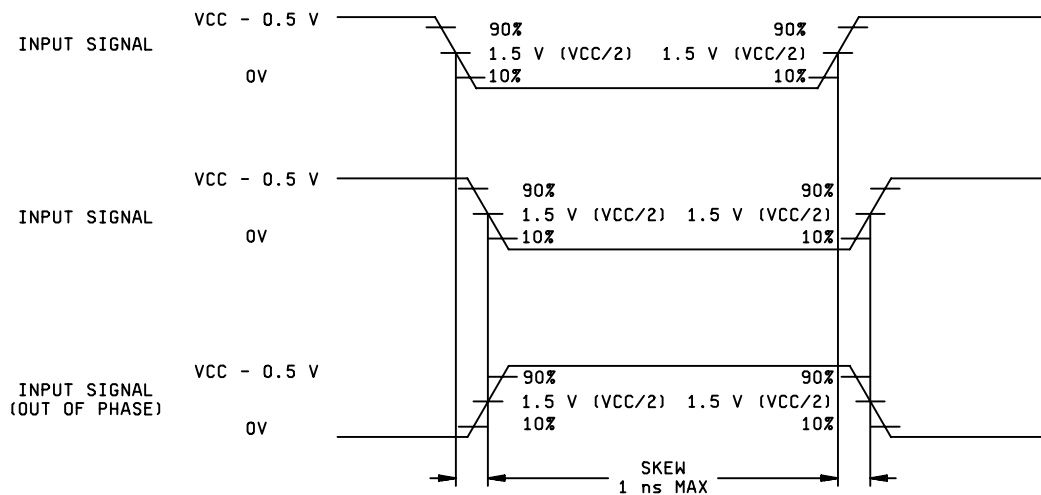 VCC - 0.5 V
90% 90%
INPUT SIGNAL
1.5 V (VCC/2) 1.5 V (VCC/2)
0V 10% 10%
VCC - 0.5 V
90% 90%
INPUT SIGNAL
1.5 V (VCC/2) 1.5 V (VCC/2)
0V 10% 10%
VCC - 0.5 V
90% 90%
INPUT SIGNAL
(OUT OF PHASE)
1.5 V (VCC/2) 1.5 V (VCC/2)
0V 10% 10%
SKEW
1 ns MAX